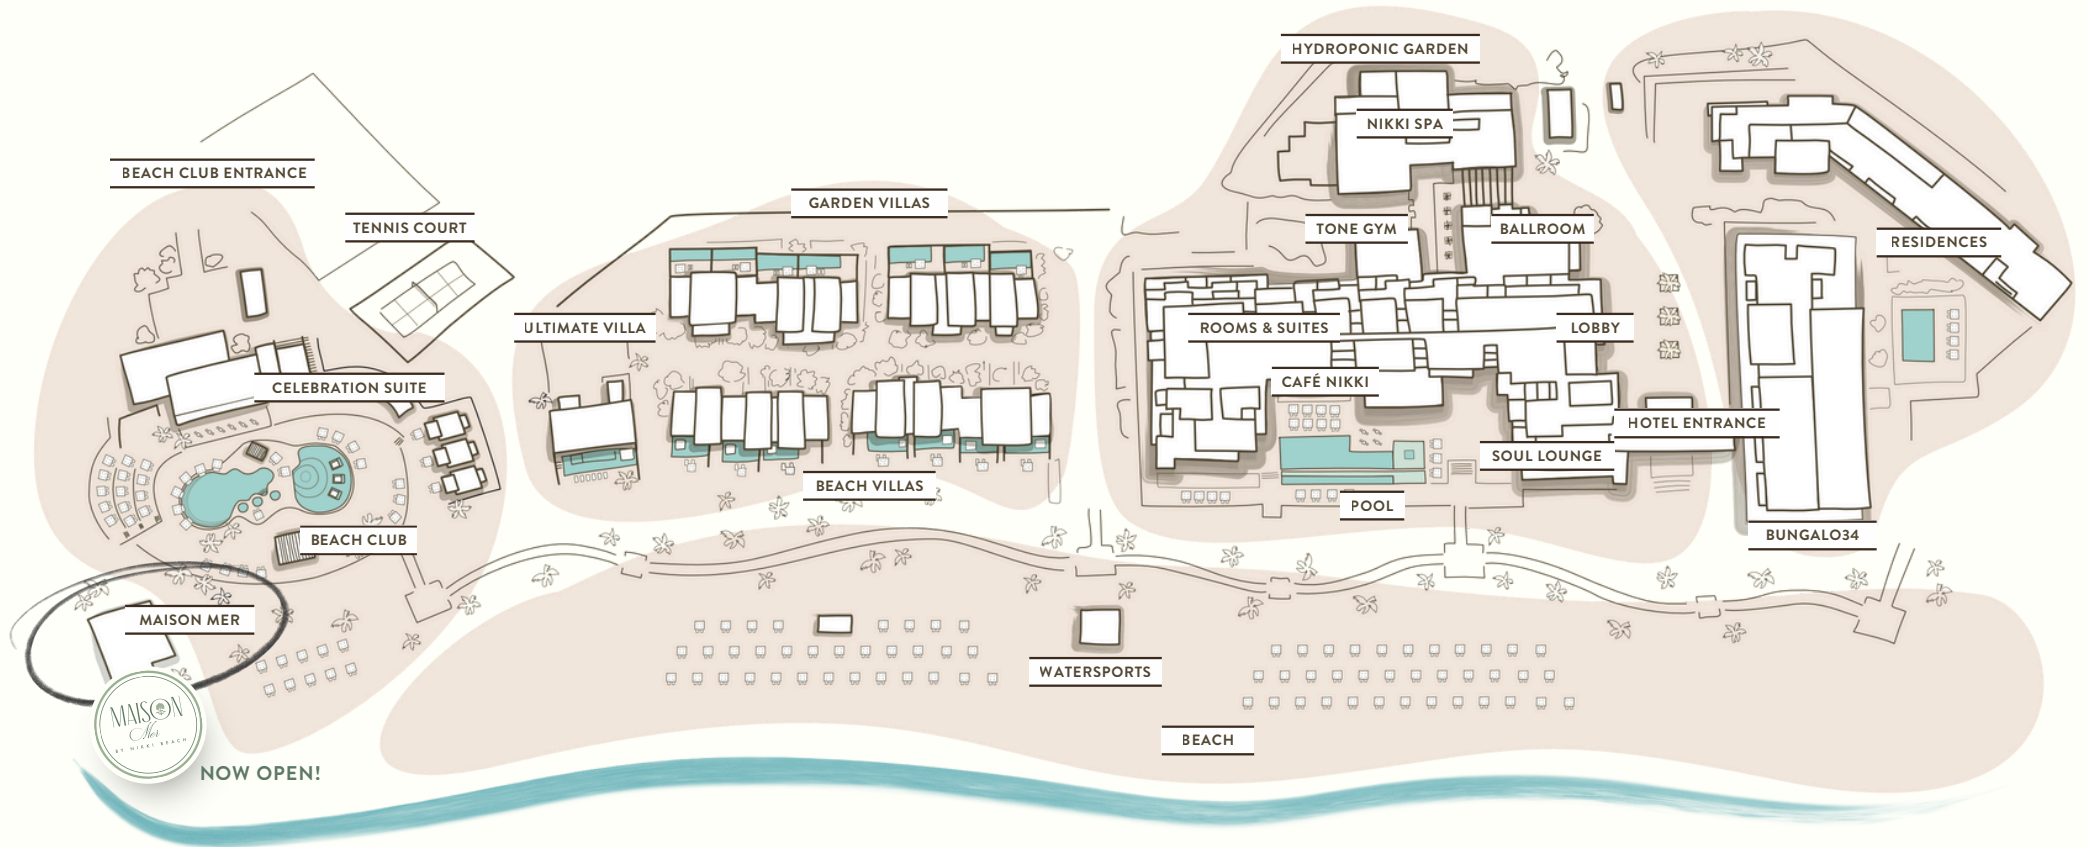 HYDROPONIC GARDEN
NIKKI SPA
BEACH CLUB ENTRANCE
TENNIS COURT
GARDEN VILLAS
TONE GYM
BALLROOM
RESIDENCES
ULTIMATE VILLA
ROOMS & SUITES
LOBBY
CELEBRATION SUITE
CAFÉ NIKKI
HOTEL ENTRANCE
SOUL LOUNGE
BEACH VILLAS
POOL
BEACH CLUB
BUNGALO34
MAISON MER
WATERSPORTS
BEACH
MAISON
Mer
BY NIKKI BEACH
NOW OPEN!